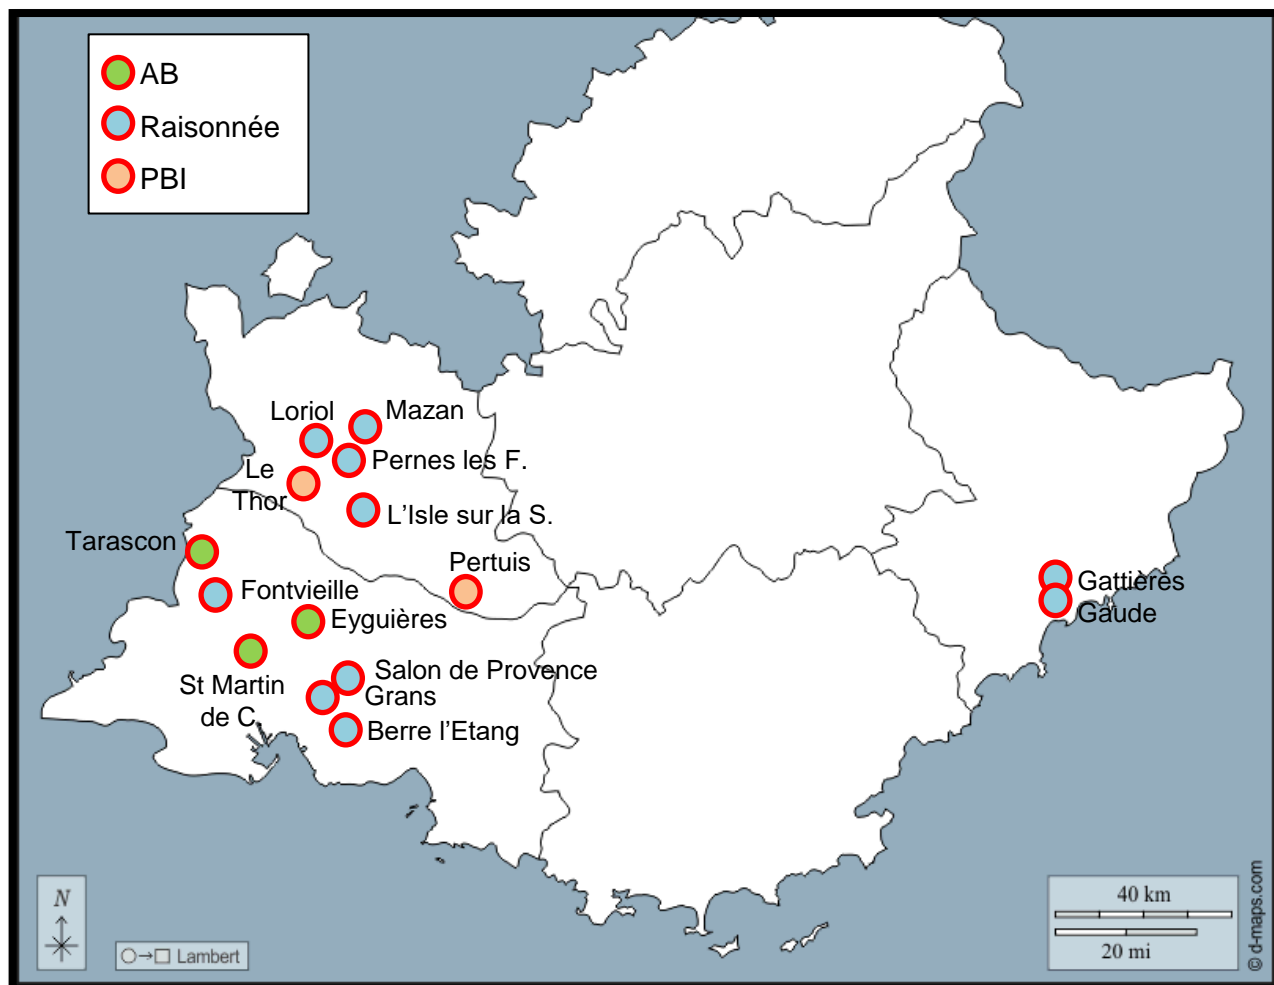 AB
Raisonnée
PBI
Loriol
Mazan
Pernes les F.
Le
Thor
L'Isle sur la S.
Tarascon
Pertuis
Fontvieille
Eyguières
Gattières
Gaude
St Martin
de C.
Salon de Provence
Grans
Berre l'Etang
N
Lambert
40 km
20 mi
© d-maps.com